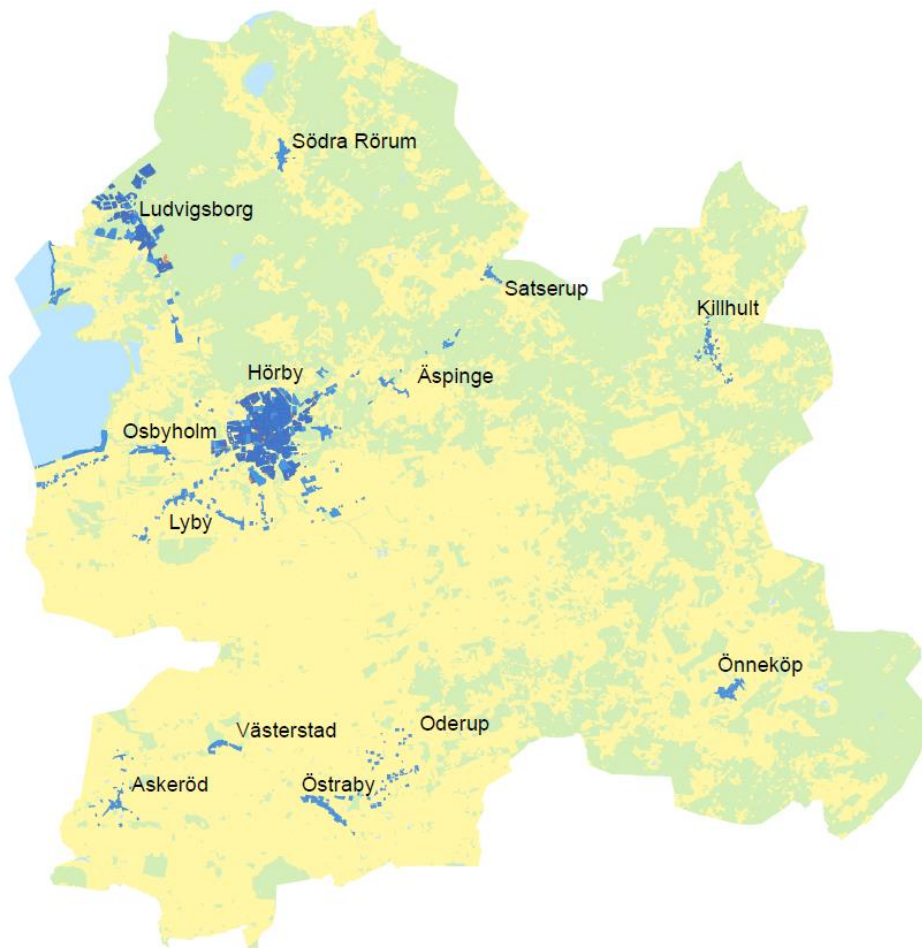 Södra Rörum
Ludvigsborg
Satserup
Killhult
Hörby
Äspinge
Osbyholm
Lyby
Önneköp
Oderup
Västerstad
Askeröd
Östraby